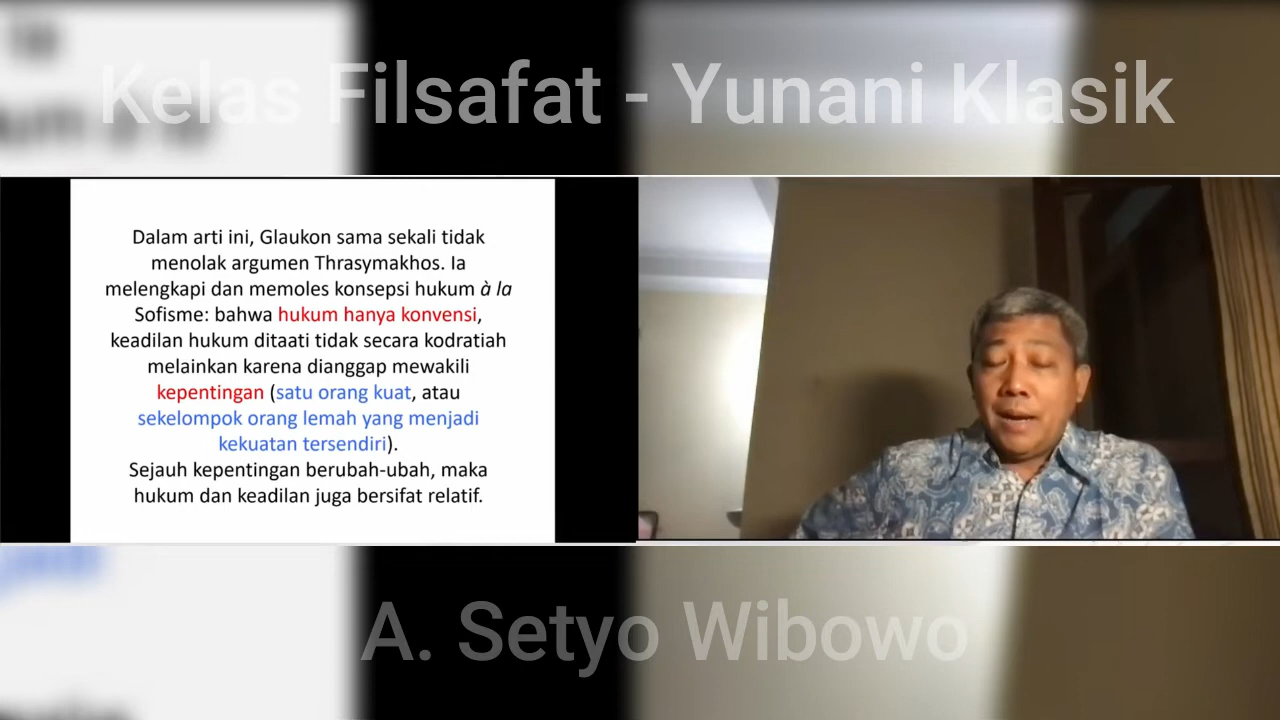 Kelas Filsafat - Yunani Klasik
Dalam arti ini, Glaukon sama sekali tidak
menolak argumen Thrasymakhos. Ia
melengkapi dan memoles konsepsi hukum à la
Sofisme: bahwa hukum hanya konvensi,
keadilan hukum ditaati tidak secara kodratiah
melainkan karena dianggap mewakili
kepentingan (satu orang kuat, atau
sekelompok orang lemah yang menjadi
kekuatan tersendiri).
Sejauh kepentingan berubah-ubah, maka
hukum dan keadilan juga bersifat relatif.
A. Setyo Wibowo